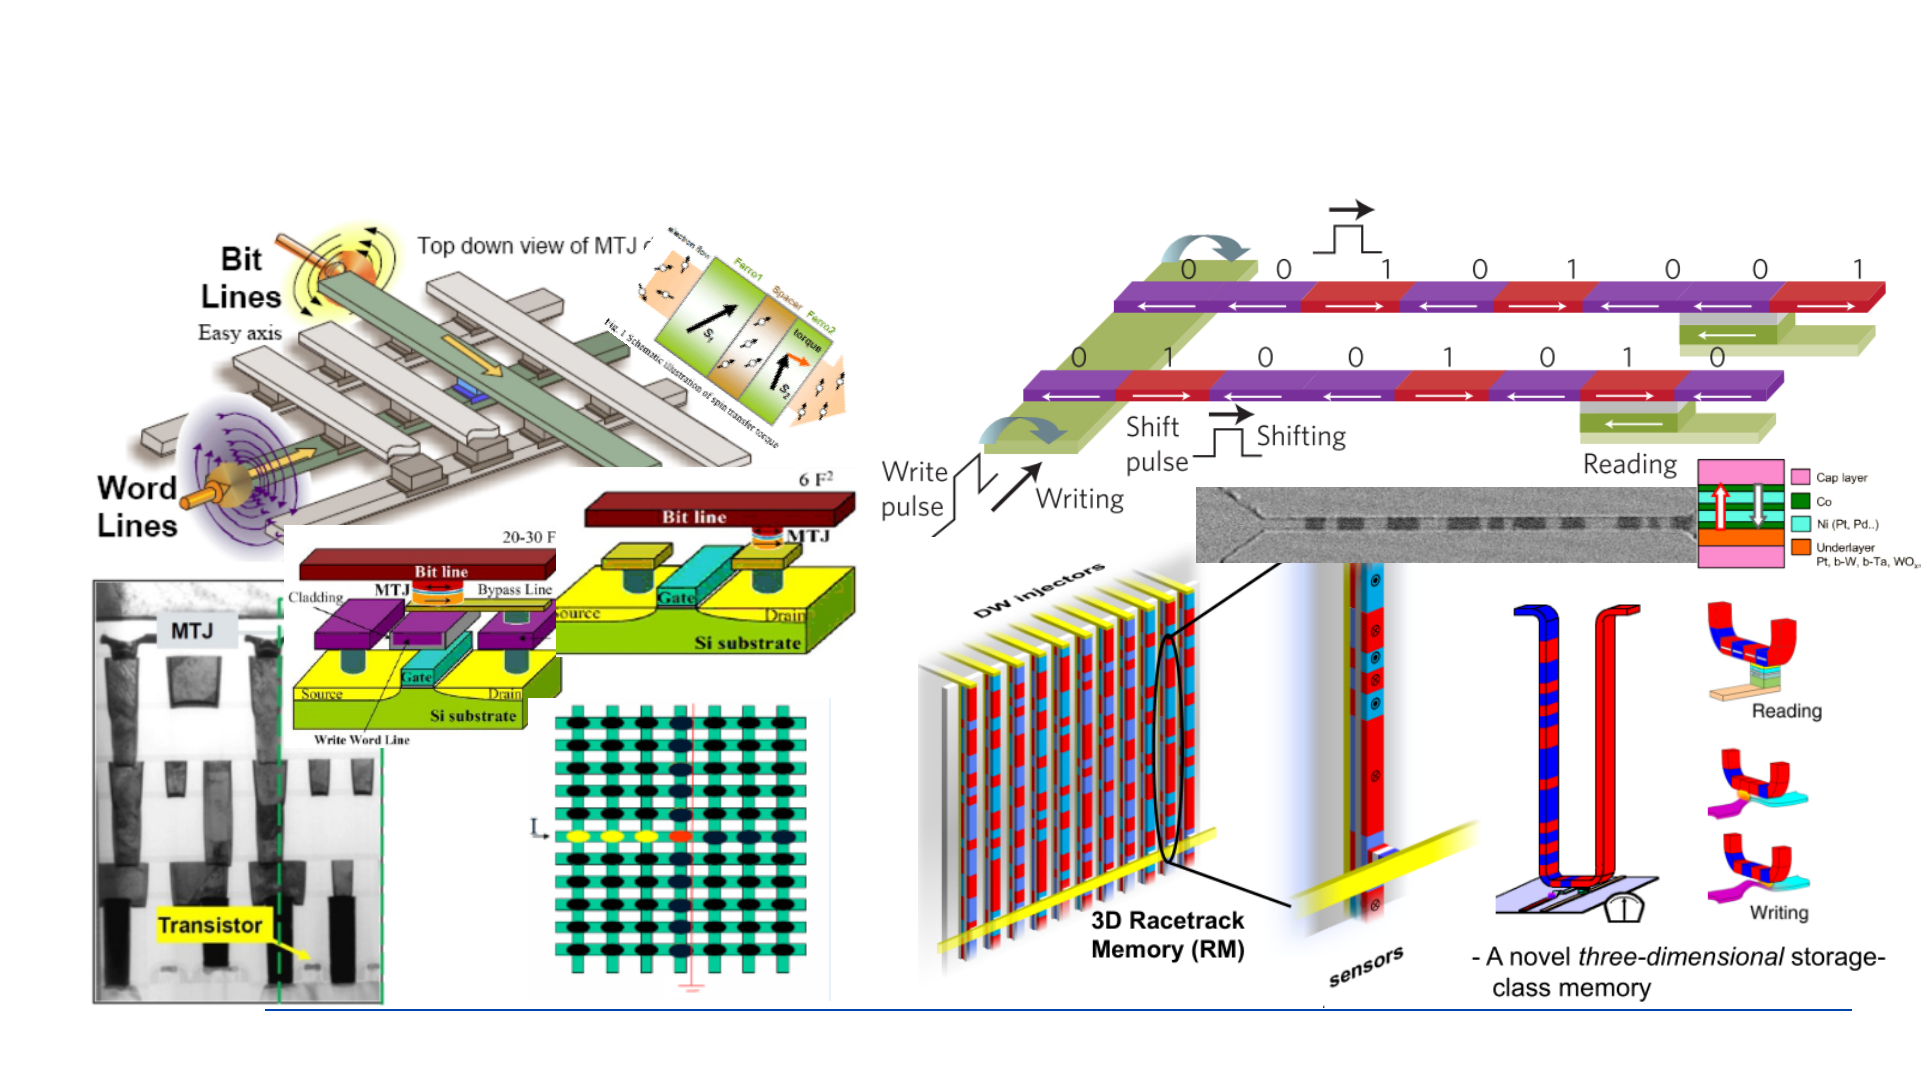 Bit
Lines
Easy axis
Top down view of MTJ
Word
Lines
electron flow
Ferro1
Spacer
Ferro2
torque
S1
S2
Fig. 1 Schematic illustration of spin transfer torque
20-30 F
Bit line
MTJ
Bypass Line
Cladding
Gate
Source
Drain
Si substrate
Write Word Line
6 F²
Bit line
MTJ
Gate
Source
Drain
Si substrate
MTJ
Transistor
I
0 0 1 0 1 0 0 1
0 1 0 0 1 0 1 0
Shift
pulse
Shifting
Write
pulse
Writing
Reading
Cap layer
Co
Ni (Pt, Pd..)
Underlayer
Pt, b-W, b-Ta, WOx,
DW injectors
3D Racetrack
Memory (RM)
sensors
Reading
Writing
- A novel three-dimensional storage-
class memory